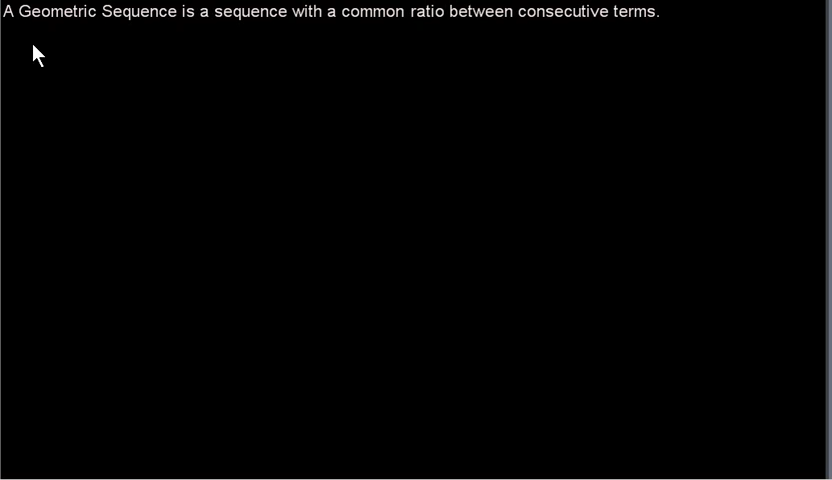 A Geometric Sequence is a sequence with a common ratio between consecutive terms.